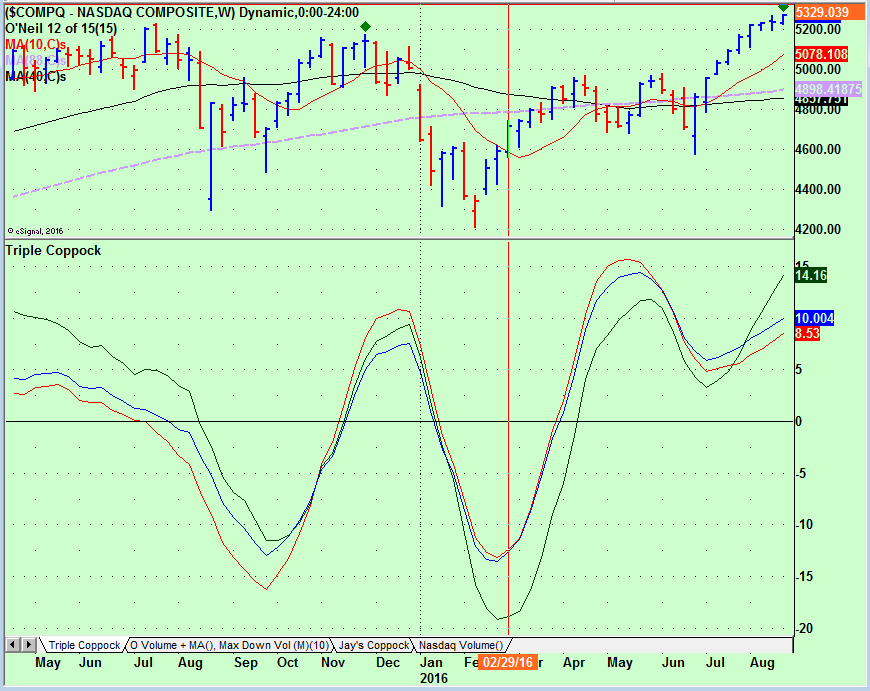 ($COMPQ - NASDAQ COMPOSITE,W) Dynamic,0:00-24:00
O'Neil 12 of 15(15)
MA(10,C)s
MA(40,C)s
5329.039
5200.00
5078.108
5000.00
4898.41875
4800.00
4600.00
4400.00
4200.00
© eSignal, 2016
Triple Coppock
15
14.16
10.004
8.53
5
0
-5
-10
-15
-20
Triple Coppock
O Volume + MA(), Max Down Vol (M)(10)
Jay's Coppock
Nasdaq Volume()
May Jun Jul Aug Sep Oct Nov Dec Jan 02/29/16 Apr May Jun Jul Aug
2016